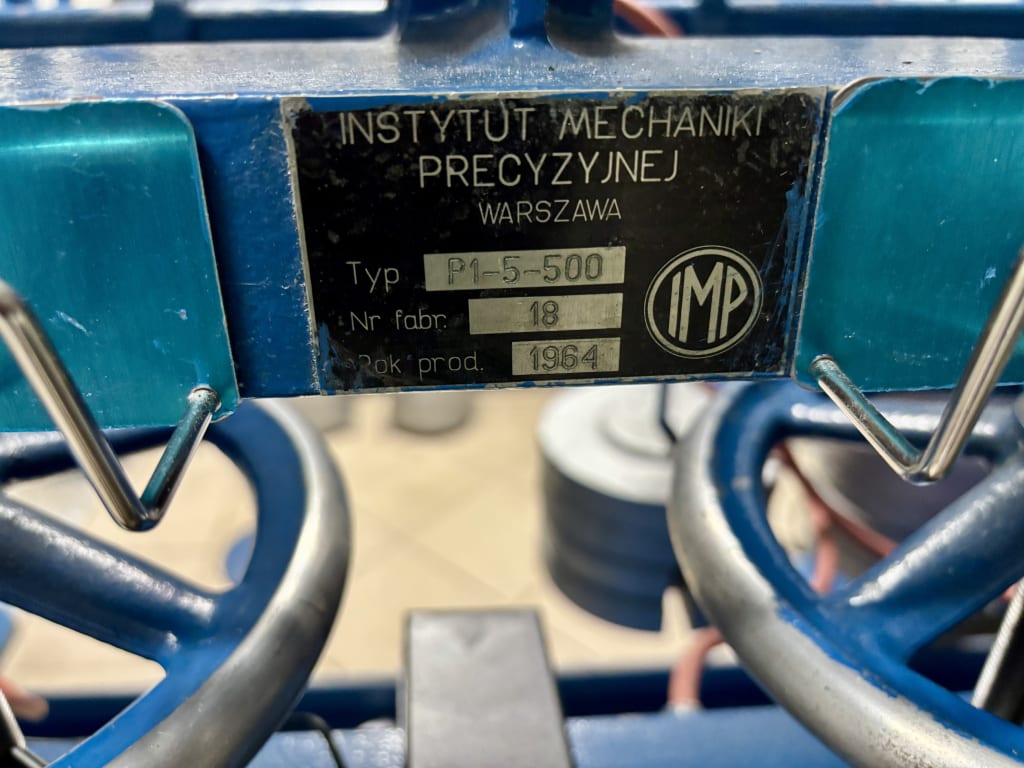 INSTYTUT MECHANIKI
PRECYZYJNEJ
WARSZAWA
Typ P1-5-500
Nr fabr. 18
Rok prod. 1964
IMP